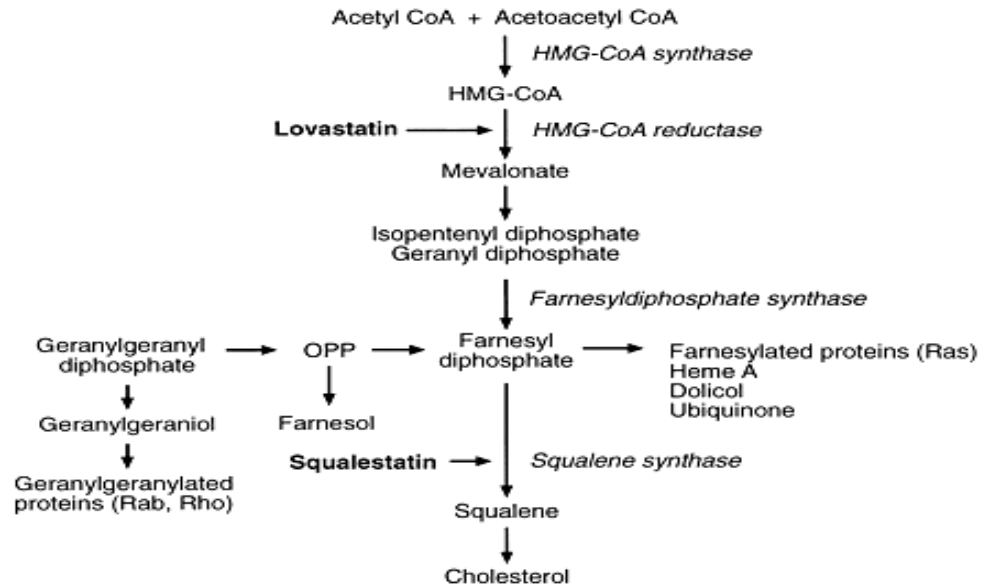 Acetyl CoA + Acetoacetyl CoA
HMG-CoA synthase
HMG-CoA
Lovastatin
HMG-CoA reductase
Mevalonate
Isopentenyl diphosphate
Geranyl diphosphate
Farnesyldiphosphate synthase
Geranylgeranyl
diphosphate
OPP
Farnesyl
diphosphate
Farnesylated proteins (Ras)
Heme A
Dolicol
Ubiquinone
Geranylgeraniol
Farnesol
Geranylgeranylated
proteins (Rab, Rho)
Squalestatin
Squalene synthase
Squalene
Cholesterol